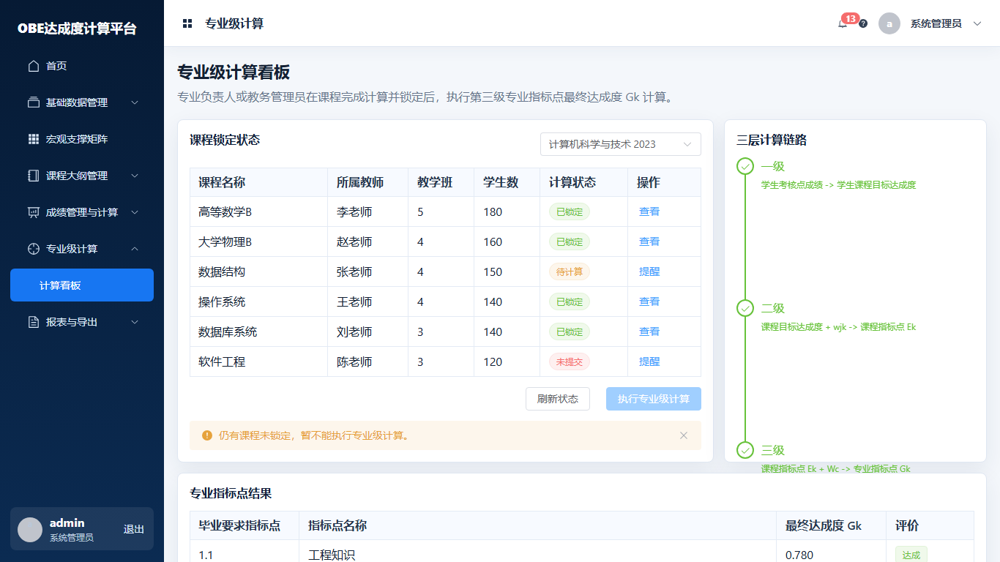 OBE达成度计算平台
首页
基础数据管理
宏观支撑矩阵
课程大纲管理
成绩管理与计算
专业级计算
计算看板
报表与导出
admin
系统管理员
退出
专业级计算
13
?
a
系统管理员
专业级计算看板
专业负责人或教务管理员在课程完成计算并锁定后，执行第三级专业指标点最终达成度 Gk 计算。
课程锁定状态
计算机科学与技术 2023
课程名称 所属教师 教学班 学生数 计算状态 操作
高等数学B 李老师 5 180 已锁定 查看
大学物理B 赵老师 4 160 已锁定 查看
数据结构 张老师 4 150 待计算 提醒
操作系统 王老师 4 140 已锁定 查看
数据库系统 刘老师 3 140 已锁定 查看
软件工程 陈老师 3 120 未提交 提醒
刷新状态 执行专业级计算
仍有课程未锁定，暂不能执行专业级计算。
三层计算链路
一级
学生考核点成绩 -> 学生课程目标达成度
二级
课程目标达成度 + wjk -> 课程指标点 Ek
三级
课程指标点 Ek + Wc -> 专业指标点 Gk
专业指标点结果
毕业要求指标点 指标点名称 最终达成度 Gk 评价
1.1 工程知识 0.780 达成